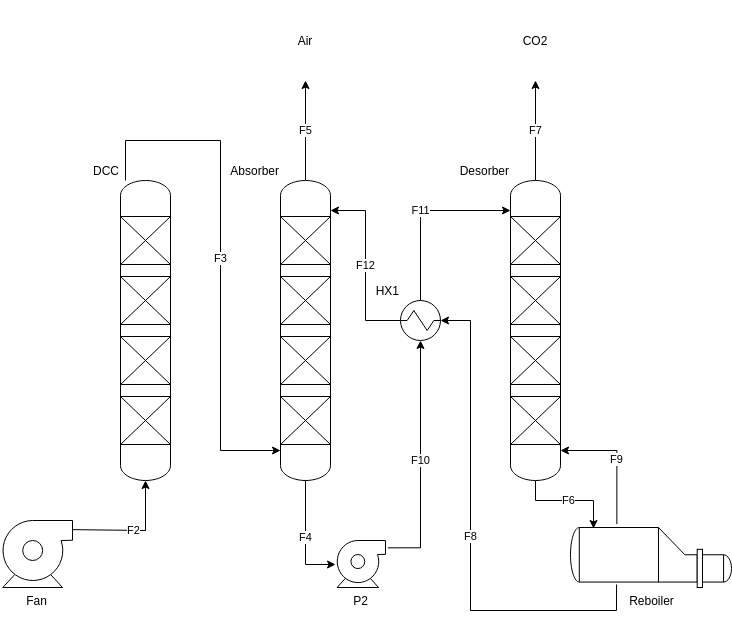 Air
CO2
F5
F7
DCC
Absorber
Desorber
F11
F3
F12
HX1
F10
F9
F6
F2
F4
F8
Fan
P2
Reboiler